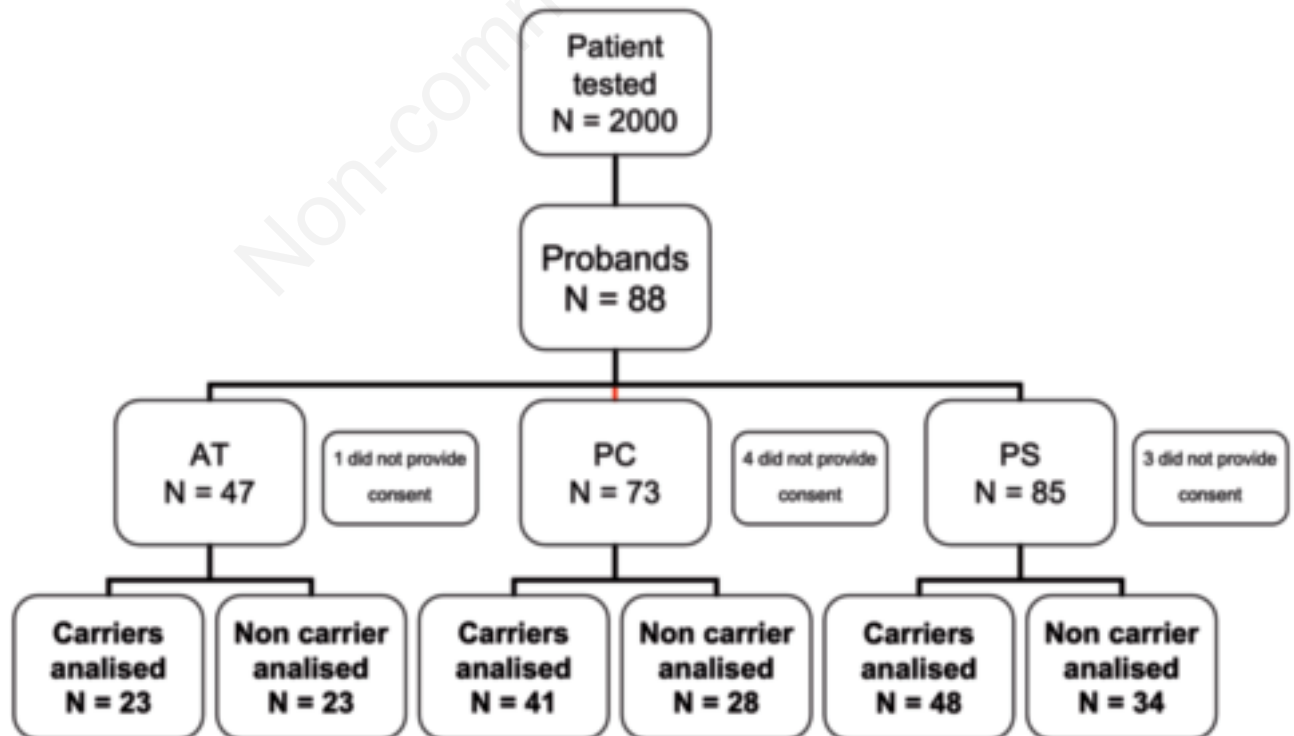 Patient
tested
N = 2000
Probands
N = 88
AT
N = 47
1 did not provide
consent
PC
N = 73
4 did not provide
consent
PS
N = 85
3 did not provide
consent
Carriers
analised
N = 23
Non carrier
analised
N = 23
Carriers
analised
N = 41
Non carrier
analised
N = 28
Carriers
analised
N = 48
Non carrier
analised
N = 34